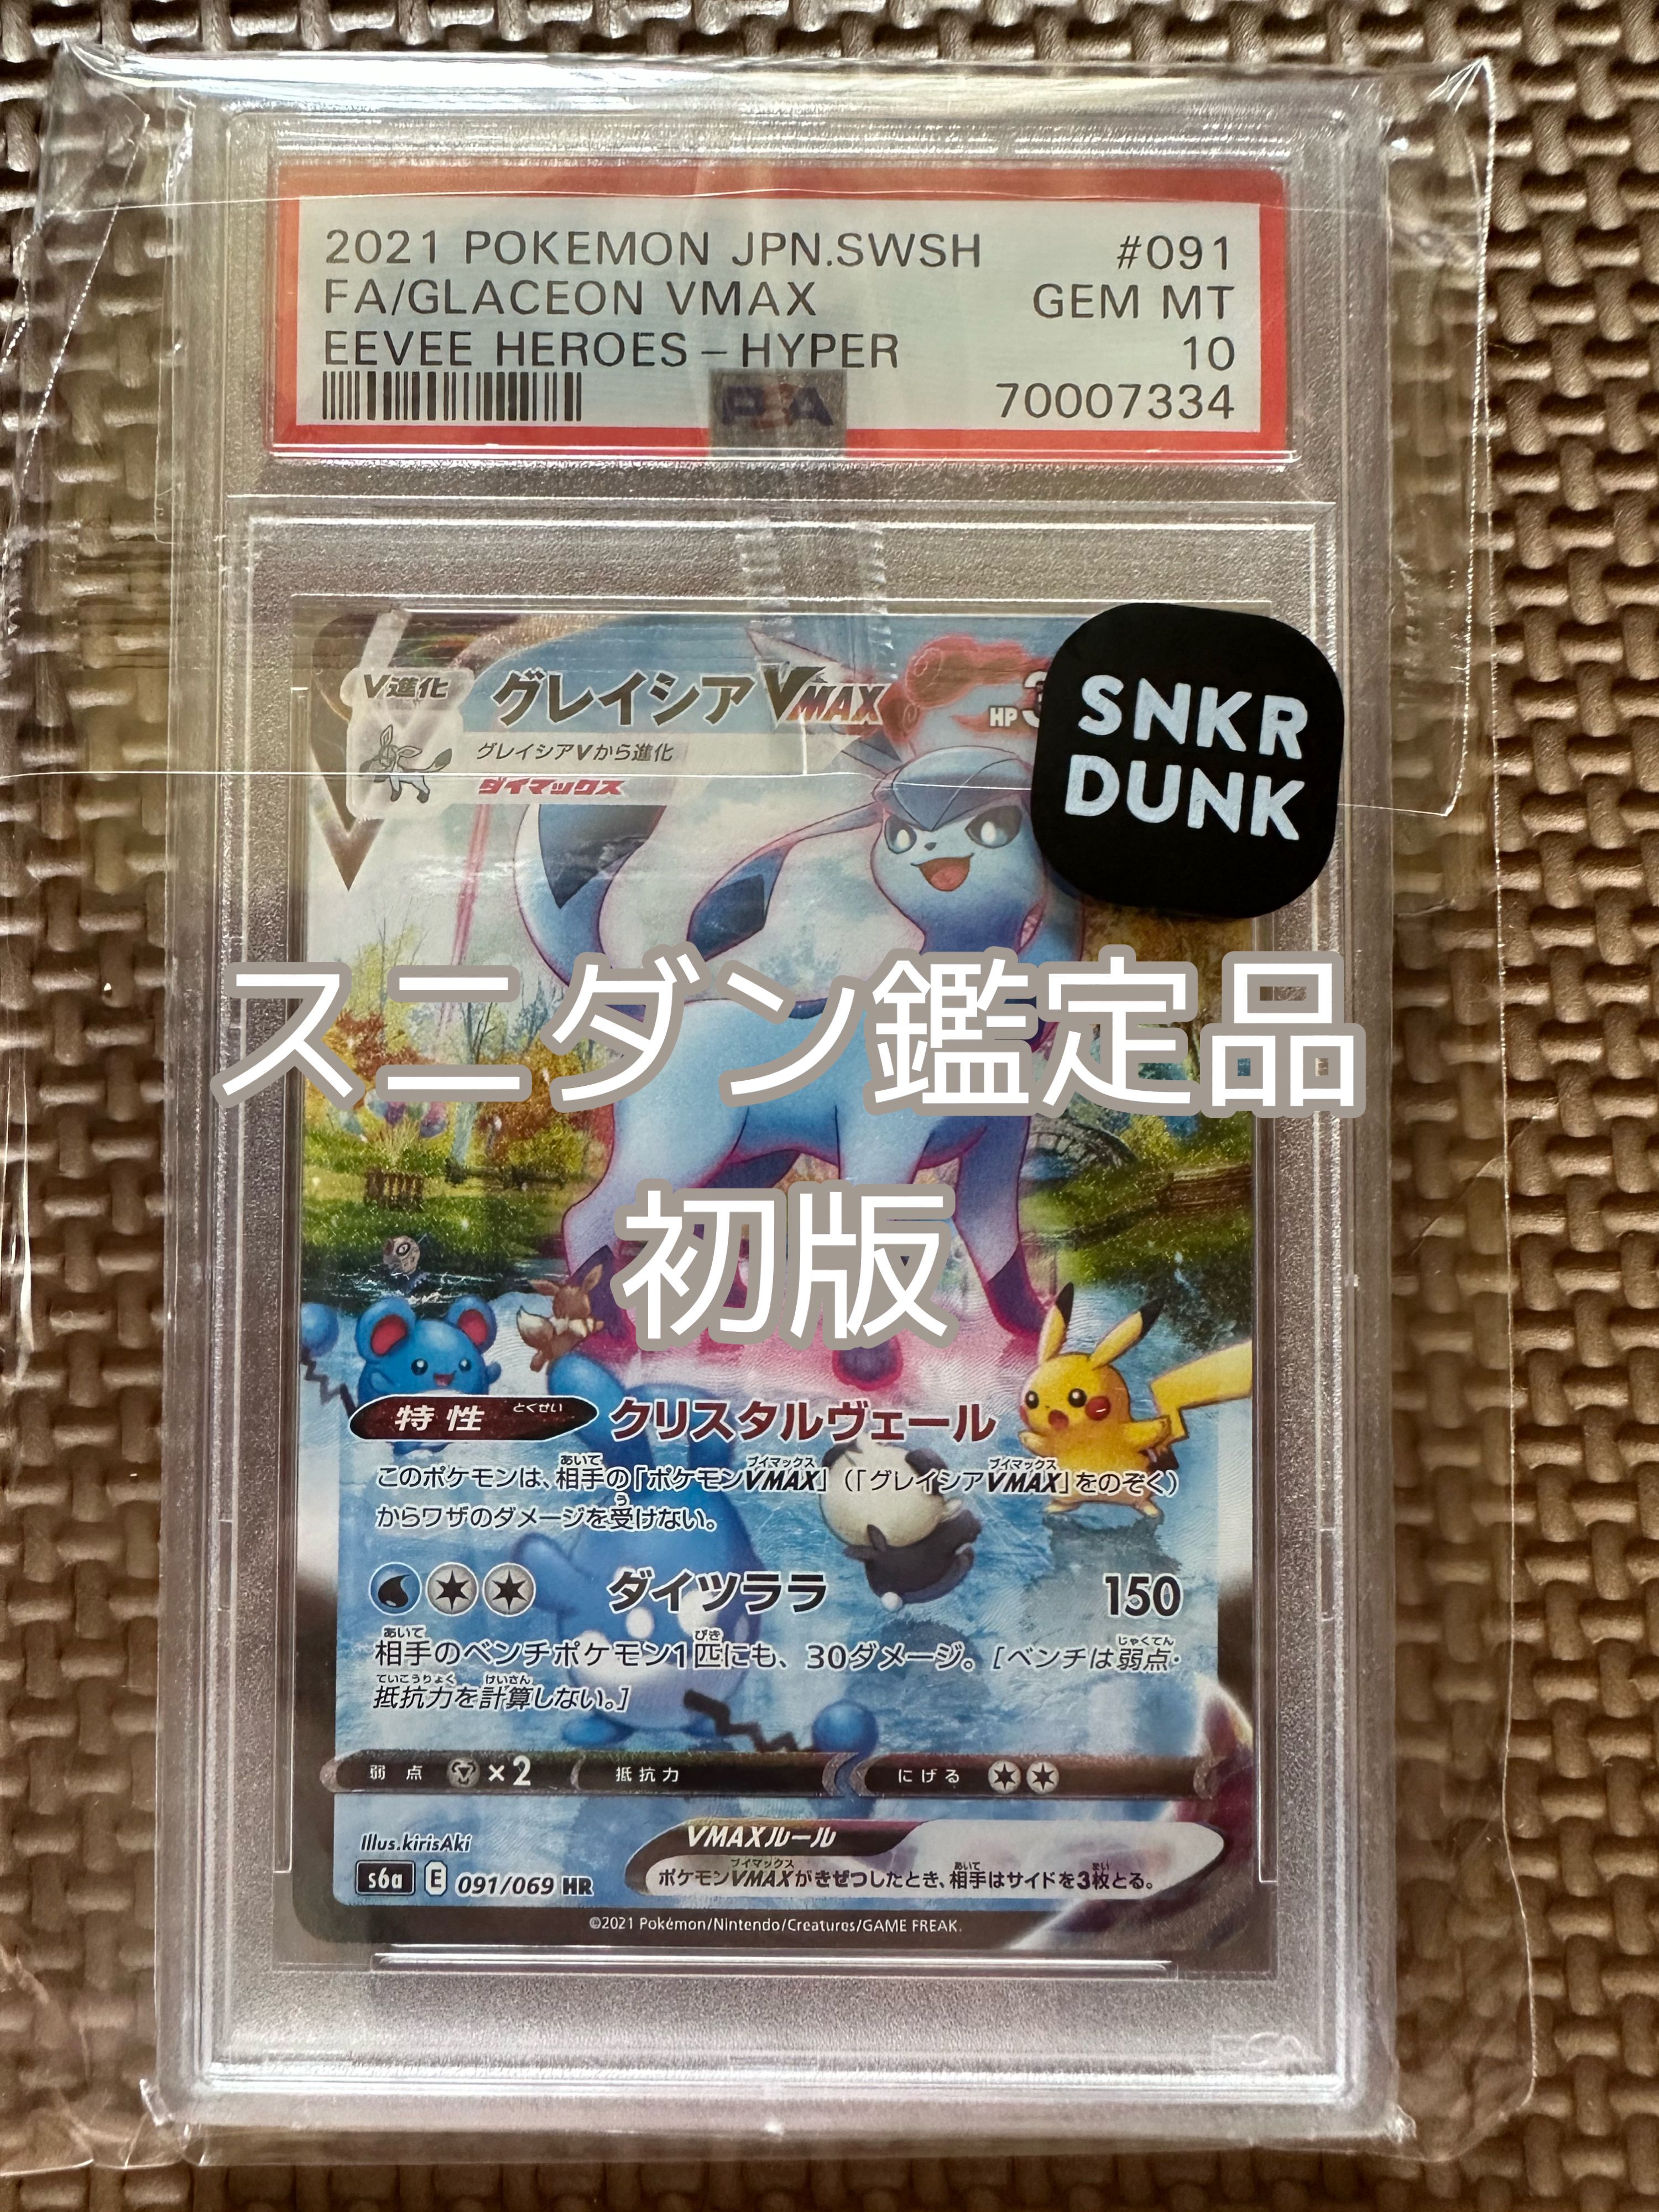 2021 POKEMON JPN.SWSH #091
FA/GLACEON VMAX GEM MT
EEVEE HEROES – HYPER 10
70007334
PSA
V進化
グレイシアVMAX
HP
グレイシアVから進化
ダイマックス
SNKR
DUNK
スニダン鑑定品
初版
特性 とくせい クリスタルヴェール
このポケモンは、相手の「ポケモンVMAX」（「グレイシアVMAX」をのぞく）
からワザのダメージを受けない。
ダイツララ 150
相手のベンチポケモン1匹にも、30ダメージ。［ベンチは弱点・
抵抗力を計算しない。］
弱点 ×2 抵抗力 にげる
Illus.kirisAki
VMAXルール
s6a E 091/069 HR
ポケモンVMAXがきぜつしたとき、相手はサイドを3枚とる。
©2021 Pokémon/Nintendo/Creatures/GAME FREAK.
PSA